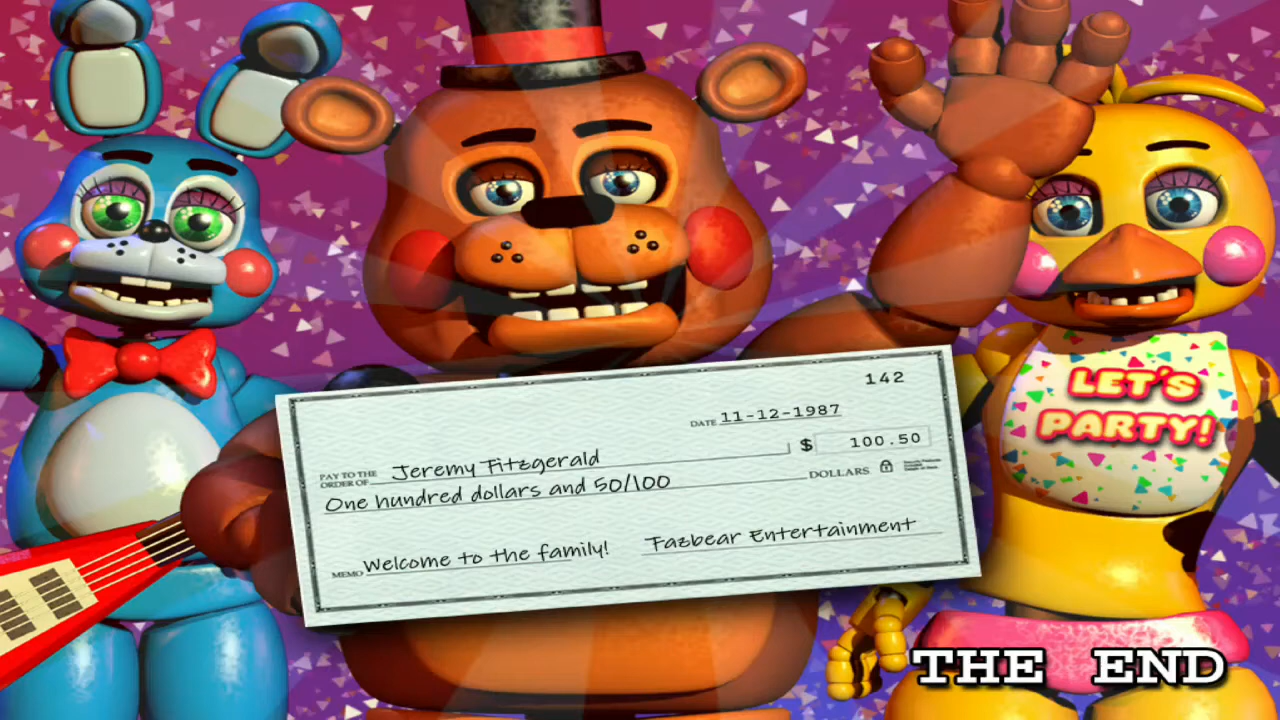 142
DATE 11-12-1987
PAY TO THE
ORDER OF Jeremy Fitzgerald $ 100.50
One hundred dollars and 50/100 DOLLARS
MEMO Welcome to the family! Fazbear Entertainment
LET'S
PARTY!
THE END